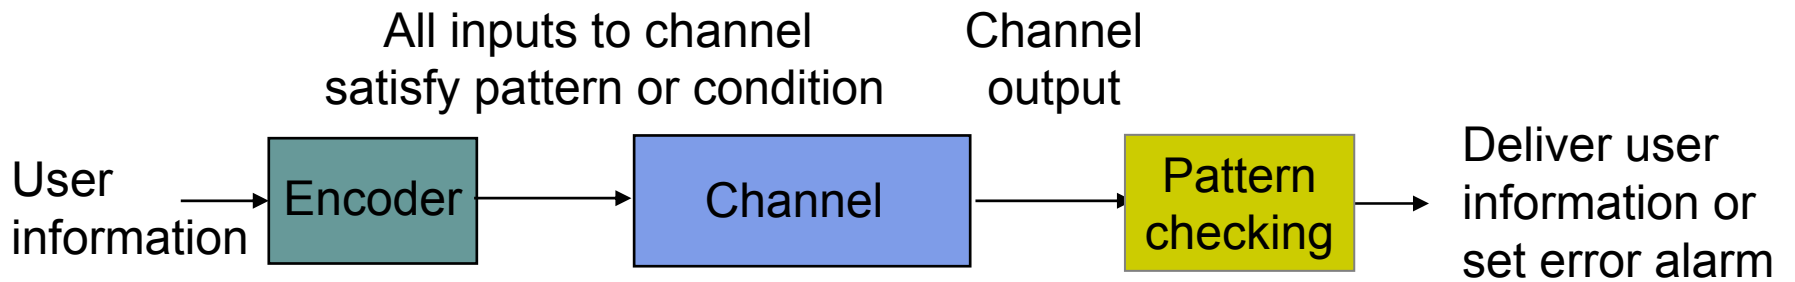 All inputs to channel
satisfy pattern or condition
Channel
output
User
information
Encoder
Channel
Pattern
checking
Deliver user
information or
set error alarm